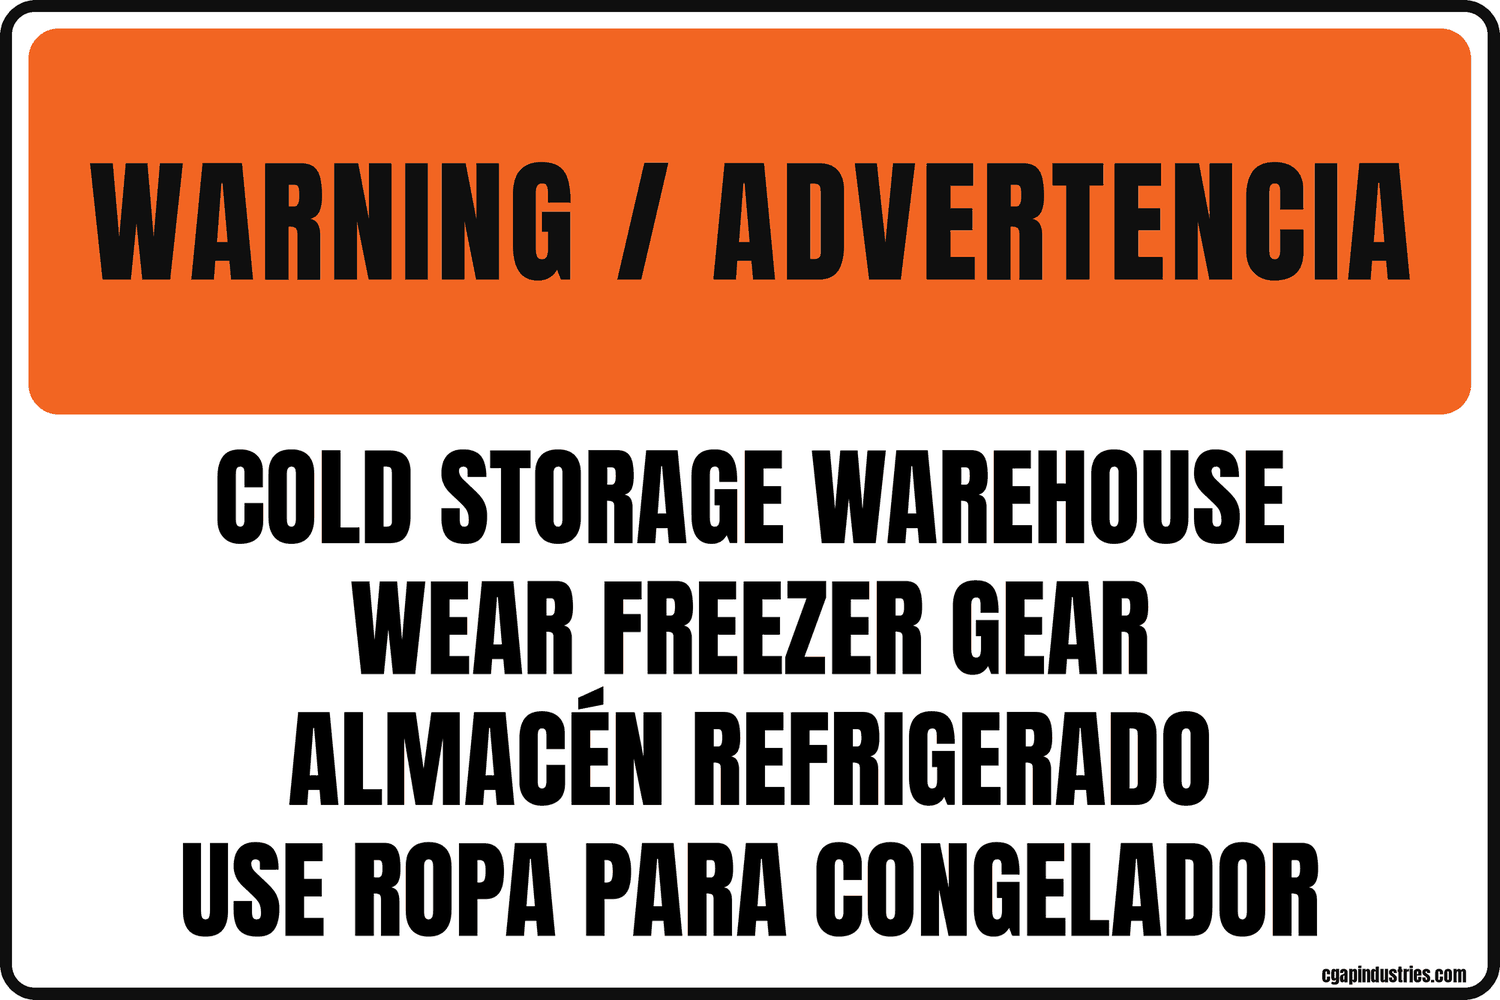 WARNING / ADVERTENCIA
COLD STORAGE WAREHOUSE
WEAR FREEZER GEAR
ALMACÉN REFRIGERADO
USE ROPA PARA CONGELADOR
cgapindustries.com